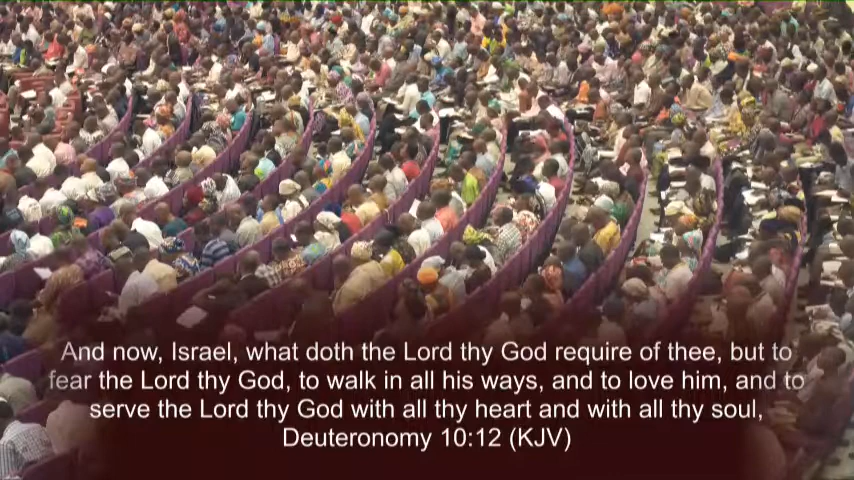 And now, Israel, what doth the Lord thy God require of thee, but to
fear the Lord thy God, to walk in all his ways, and to love him, and to
serve the Lord thy God with all thy heart and with all thy soul,
Deuteronomy 10:12 (KJV)